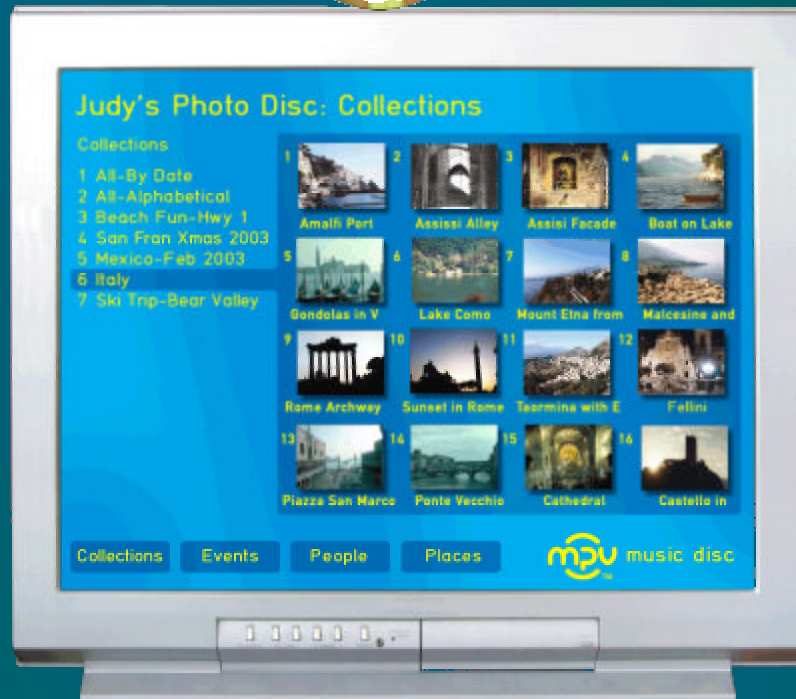 Judy's Photo Disc: Collections
Collections
1 All-By Date
2 All-Alphabetical
3 Beach Fun-Hwy 1
4 San Fran Xmas 2003
5 Mexico-Feb 2003
6 Italy
7 Ski Trip-Bear Valley
1 2 3 4
Amalfi Port Assissi Alley Assisi Facade Boat on Lake
5 6 7 8
Gondolas in V Lake Como Mount Etna from Malcesine and
9 10 11 12
Rome Archway Sunset in Rome Taormina with E Fellini
13 14 15 16
Piazza San Marco Ponte Vecchio Cathedral Castello in
Collections Events People Places mpv music disc